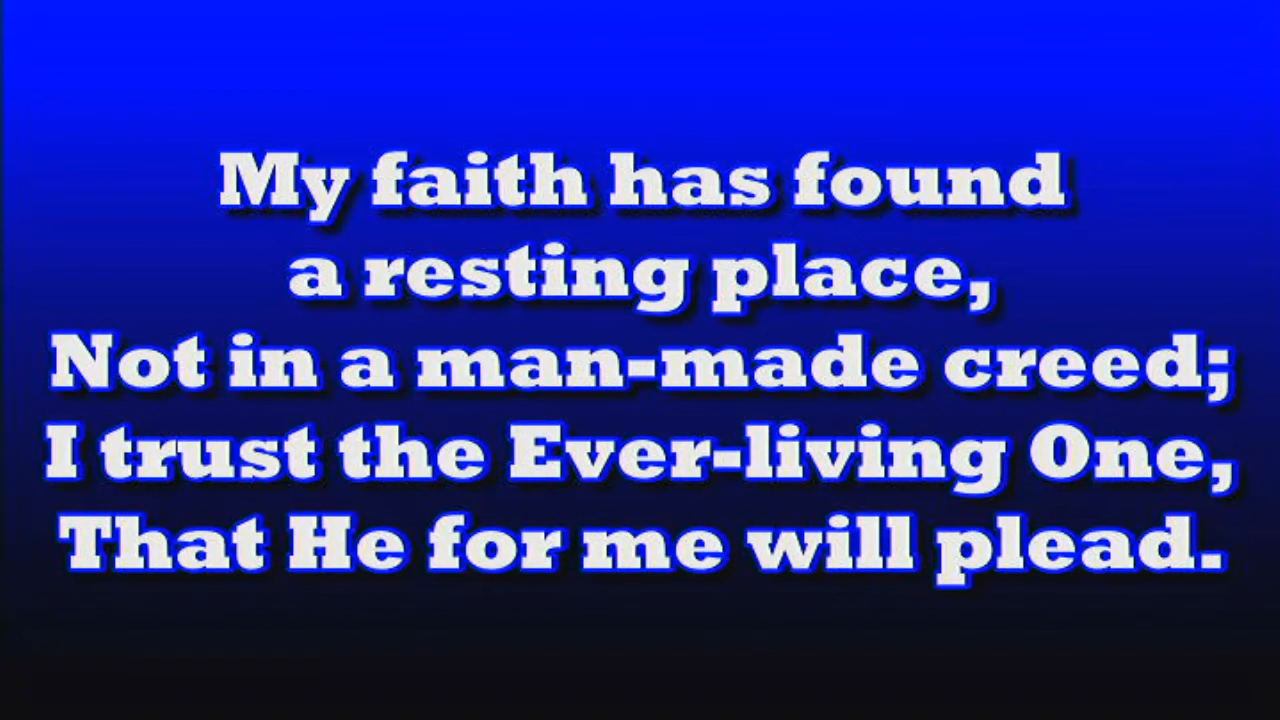 My faith has found
a resting place,
Not in a man-made creed;
I trust the Ever-living One,
That He for me will plead.